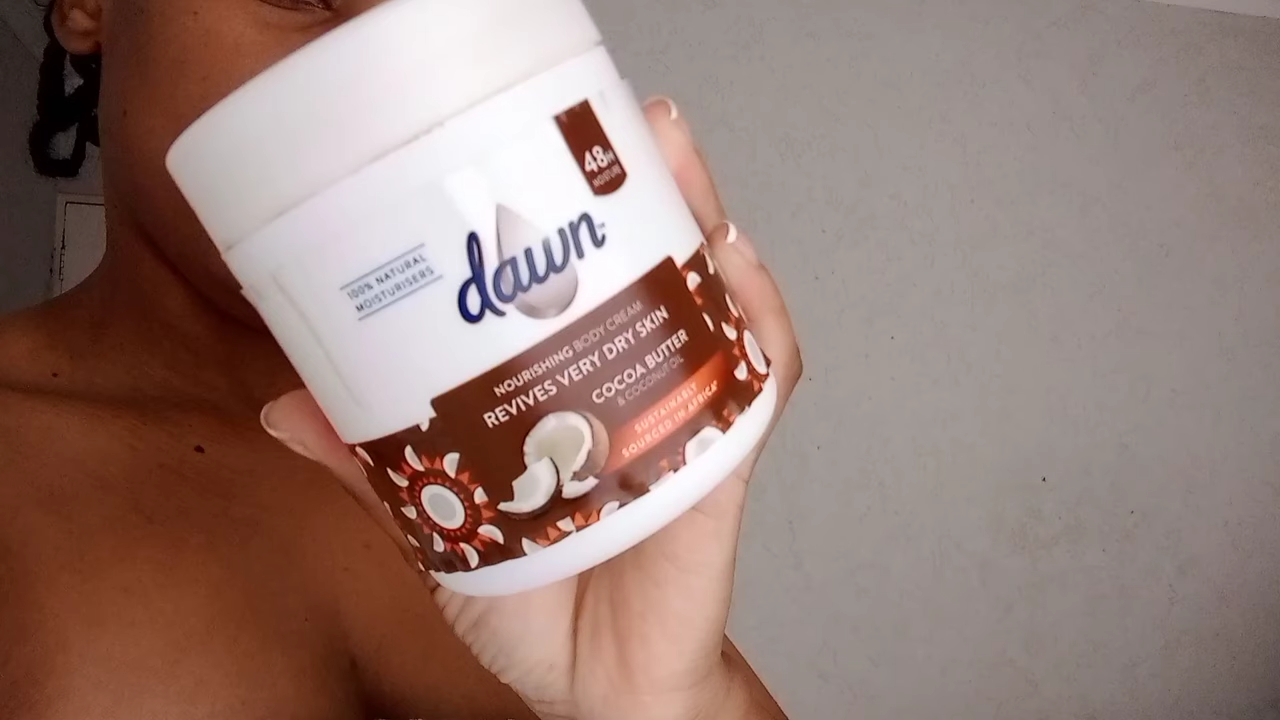 48H
MOISTURE
100% NATURAL
MOISTURISERS
dawn
NOURISHING BODY CREAM
REVIVES VERY DRY SKIN
COCOA BUTTER
& COCONUT OIL
SUSTAINABLY
SOURCED IN AFRICA*